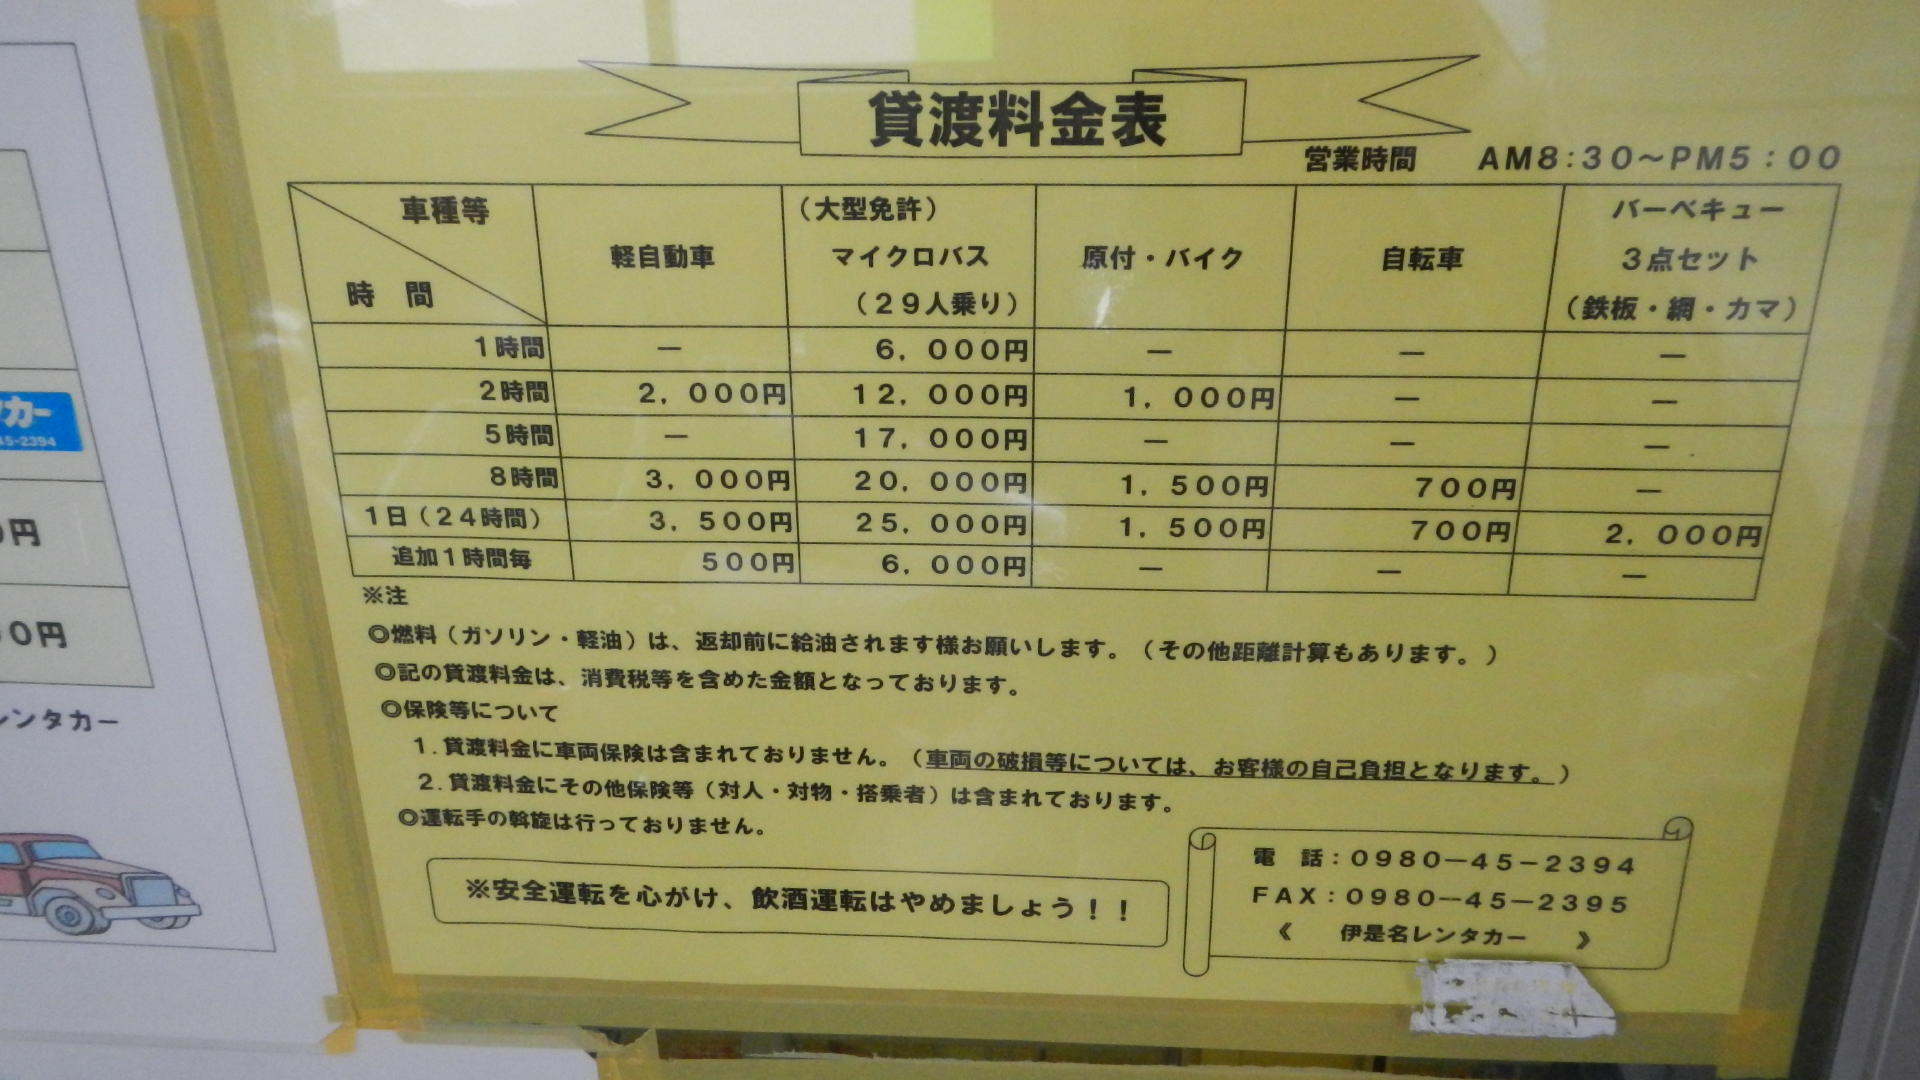 貸渡料金表
営業時間 AM8:30～PM5:00
車種等
時 間
軽自動車
(大型免許)
マイクロバス
(29人乗り)
原付・バイク
自転車
バーベキュー
3点セット
(鉄板・網・カマ)
1時間 ― 6,000円 ― ― ―
2時間 2,000円 12,000円 1,000円 ― ―
5時間 ― 17,000円 ― ― ―
8時間 3,000円 20,000円 1,500円 700円 ―
1日(24時間) 3,500円 25,000円 1,500円 700円 2,000円
追加1時間毎 500円 6,000円 ― ― ―
※注
◎燃料(ガソリン・軽油)は、返却前に給油されます様お願いします。(その他距離計算もあります。)
◎記の貸渡料金は、消費税等を含めた金額となっております。
◎保険等について
1.貸渡料金に車両保険は含まれておりません。(車両の破損等については、お客様の自己負担となります。)
2.貸渡料金にその他保険等(対人・対物・搭乗者)は含まれております。
◎運転手の斡旋は行っておりません。
※安全運転を心がけ、飲酒運転はやめましょう!!
電 話:0980-45-2394
FAX:0980-45-2395
《 伊是名レンタカー 》
カー
45-2394
0円
00円
レンタカー